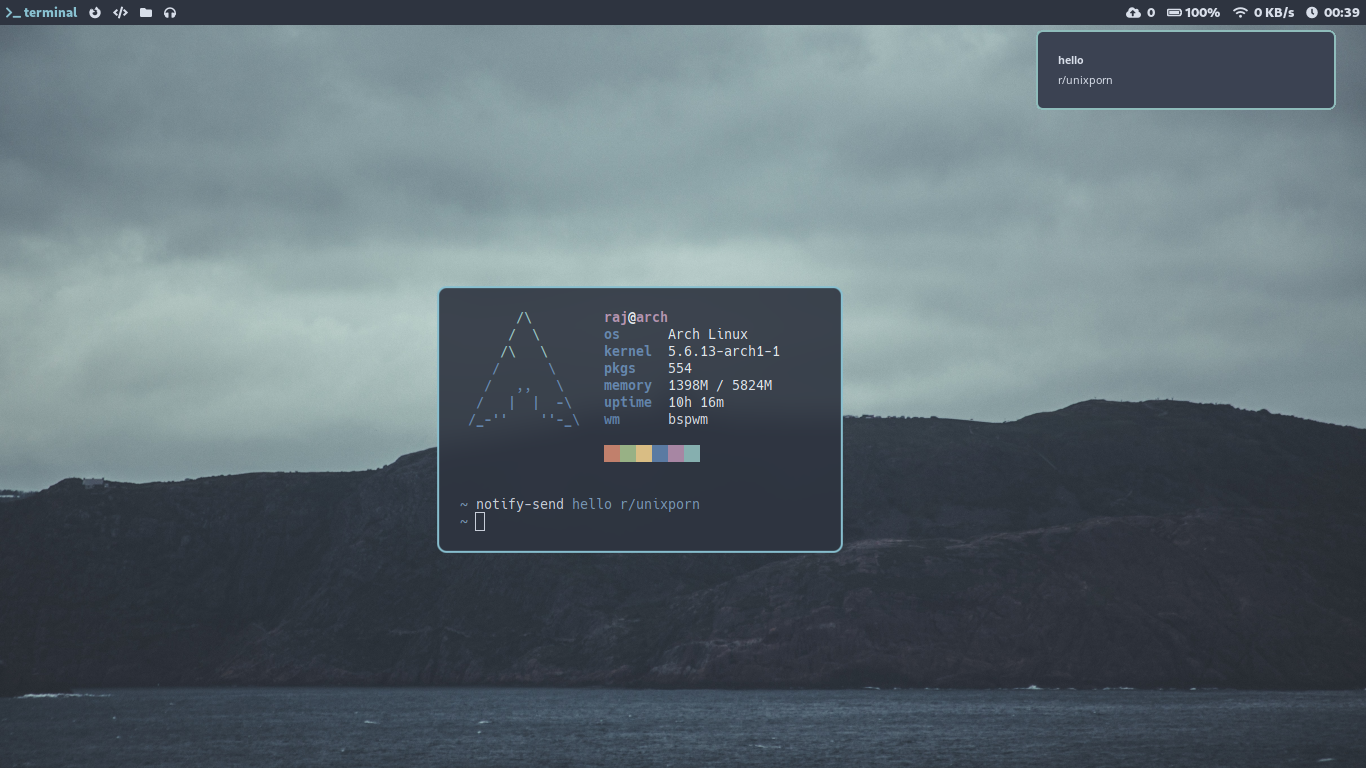 terminal 0 100% 0 KB/s 00:39
hello
r/unixporn
raj@arch
os Arch Linux
kernel 5.6.13-arch1-1
pkgs 554
memory 1398M / 5824M
uptime 10h 16m
wm bspwm
~ notify-send hello r/unixporn
~